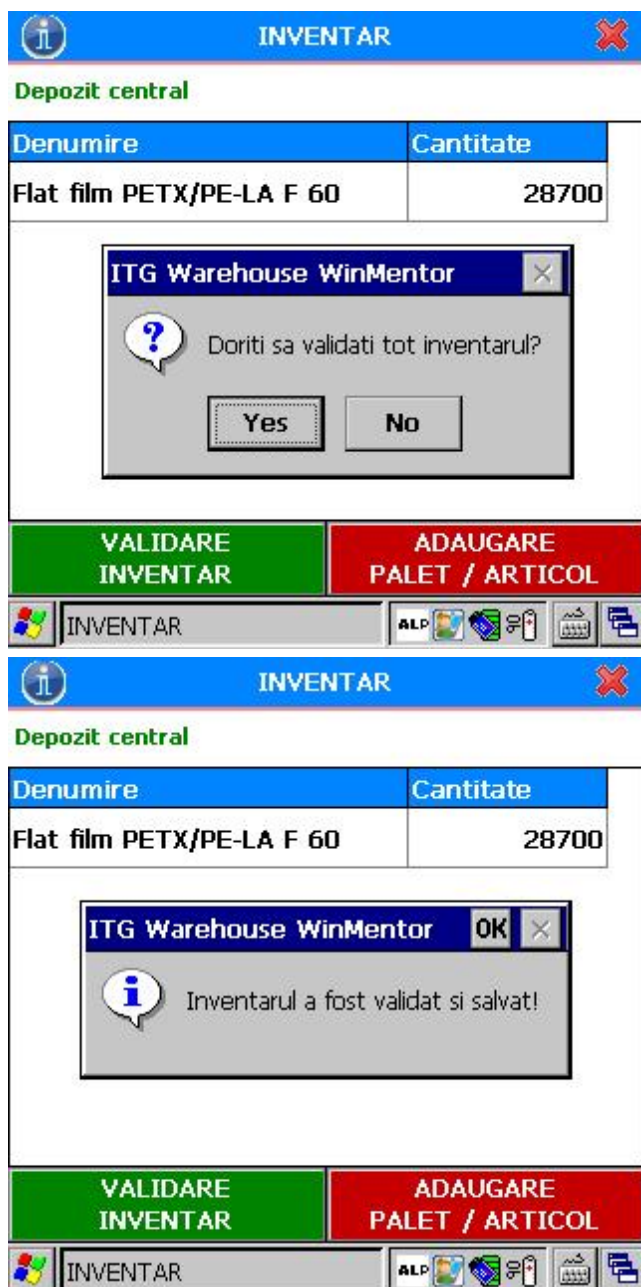 INVENTAR
Depozit central
Denumire Cantitate
Flat film PETX/PE-LA F 60 28700
ITG Warehouse WinMentor
Doriti sa validati tot inventarul?
Yes No
VALIDARE INVENTAR
ADAUGARE PALET / ARTICOL
INVENTAR ALP
INVENTAR
Depozit central
Denumire Cantitate
Flat film PETX/PE-LA F 60 28700
ITG Warehouse WinMentor OK
Inventarul a fost validat si salvat!
VALIDARE INVENTAR
ADAUGARE PALET / ARTICOL
INVENTAR ALP